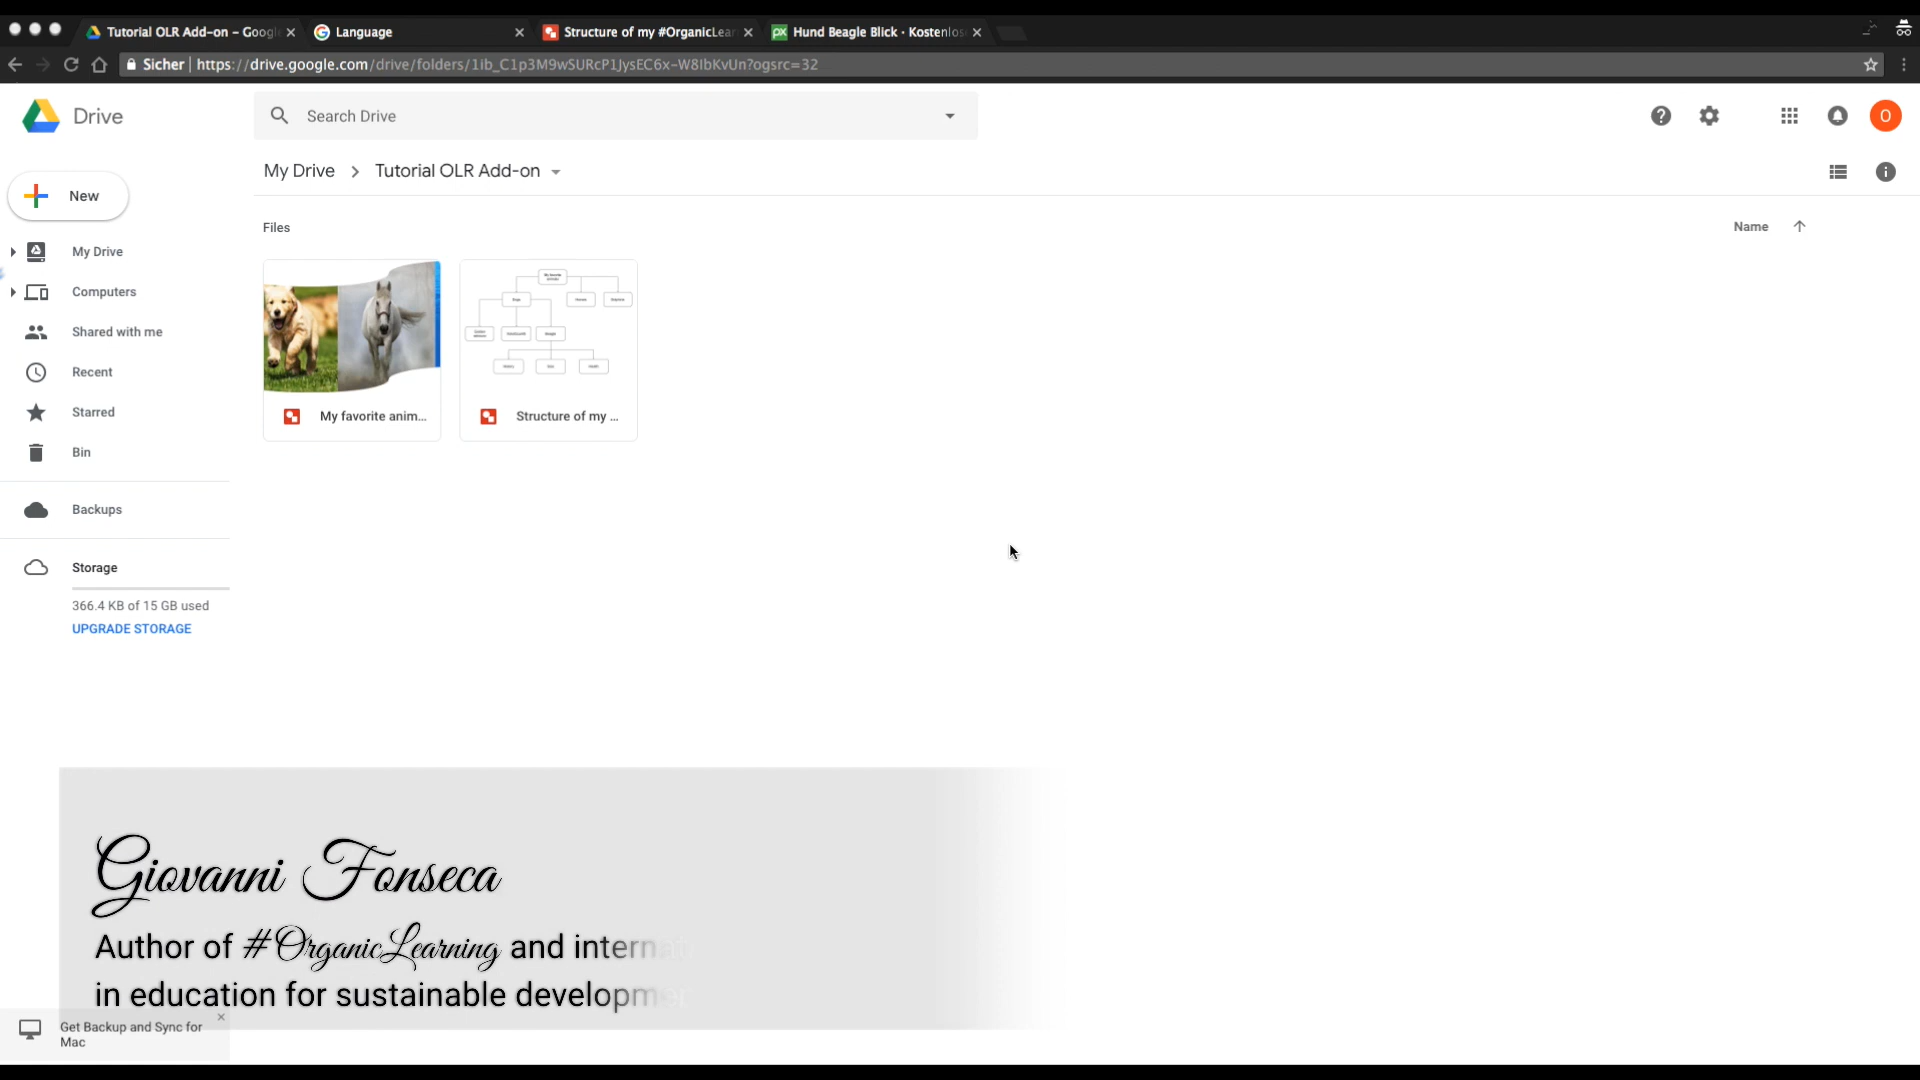 Tutorial OLR Add-on – Googl
Language
Structure of my #OrganicLear
Hund Beagle Blick · Kostenlos
Sicher | https://drive.google.com/drive/folders/1ib_C1p3M9wSURcP1JysEC6x-W8IbKvUn?ogsrc=32
Drive
Search Drive
O
My Drive > Tutorial OLR Add-on
New
Files
Name
My Drive
Computers
Shared with me
Recent
Starred
Bin
My favorite anim...
Structure of my ...
Backups
Storage
366.4 KB of 15 GB used
UPGRADE STORAGE
Giovanni Fonseca
Author of #OrganicLearning and internat
in education for sustainable developmen
Get Backup and Sync for
Mac